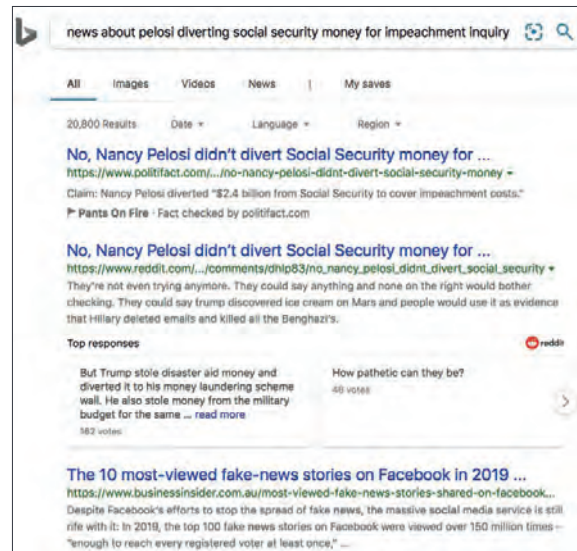 news about pelosi diverting social security money for impeachment inquiry
All Images Videos News | My saves
20,800 Results Date Language Region
No, Nancy Pelosi didn't divert Social Security money for ...
https://www.politifact.com/.../no-nancy-pelosi-didnt-divert-social-security-money
Claim: Nancy Pelosi diverted "$2.4 billion from Social Security to cover impeachment costs."
Pants On Fire · Fact checked by politifact.com
No, Nancy Pelosi didn't divert Social Security money for ...
https://www.reddit.com/.../comments/dhlp83/no_nancy_pelosi_didnt_divert_social_security
They're not even trying anymore. They could say anything and none on the right would bother
checking. They could say trump discovered ice cream on Mars and people would use it as evidence
that Hillary deleted emails and killed all the Benghazi's.
Top responses
reddit
But Trump stole disaster aid money and
diverted it to his money laundering scheme
wall. He also stole money from the military
budget for the same ... read more
182 votes
How pathetic can they be?
48 votes
The 10 most-viewed fake-news stories on Facebook in 2019 ...
https://www.businessinsider.com.au/most-viewed-fake-news-stories-shared-on-facebook...
Despite Facebook's efforts to stop the spread of fake news, the massive social media service is still
rife with it: In 2019, the top 100 fake news stories on Facebook were viewed over 150 million times –
"enough to reach every registered voter at least once," ...